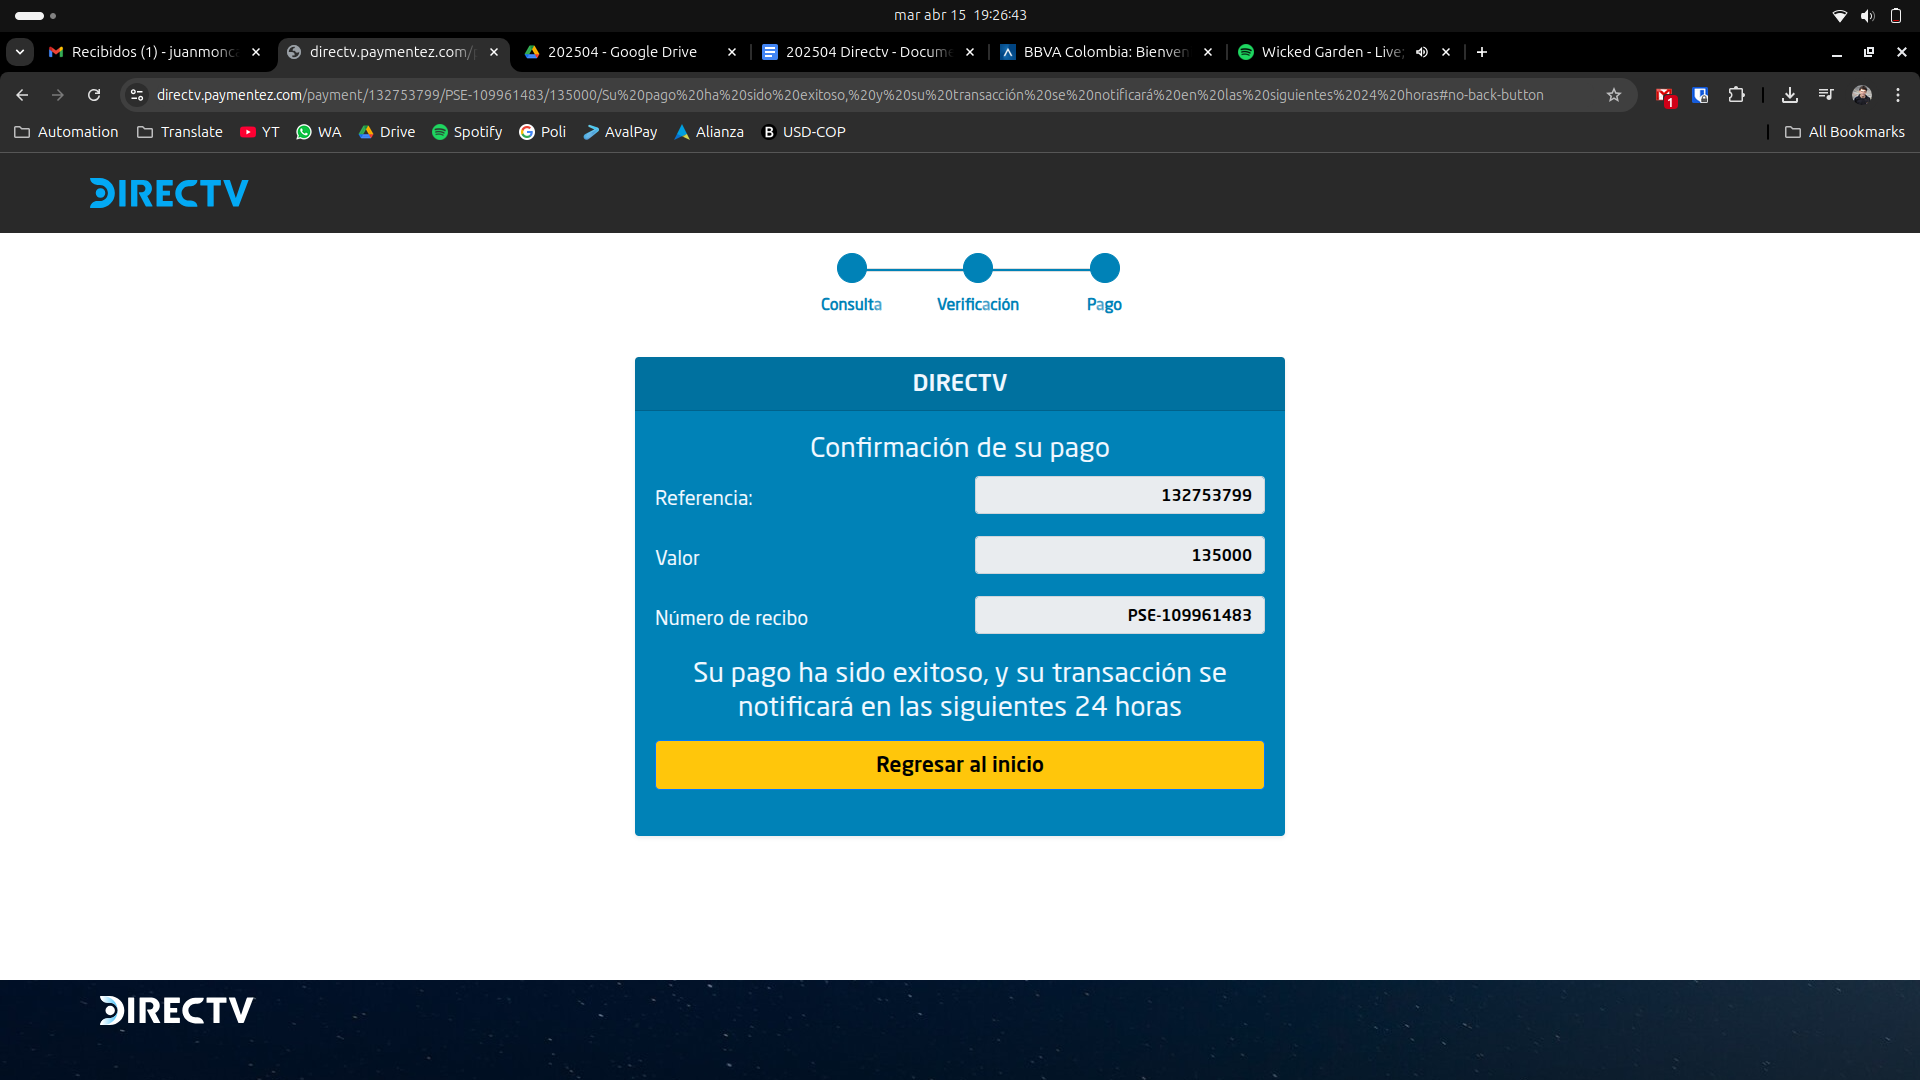 mar abr 15 19:26:43
Recibidos (1) - juanmonc
directv.paymentez.com/
202504 - Google Drive
202504 Directv - Docume
BBVA Colombia: Bienven
Wicked Garden - Live;
directv.paymentez.com/payment/132753799/PSE-109961483/135000/Su%20pago%20ha%20sido%20exitoso,%20y%20su%20transacción%20se%20notificará%20en%20las%20siguientes%2024%20horas#no-back-button
1
Automation
Translate
YT
WA
Drive
Spotify
Poli
AvalPay
Alianza
USD-COP
All Bookmarks
DIRECTV
Consulta
Verificación
Pago
DIRECTV
Confirmación de su pago
Referencia:
132753799
Valor
135000
Número de recibo
PSE-109961483
Su pago ha sido exitoso, y su transacción se
notificará en las siguientes 24 horas
Regresar al inicio
DIRECTV